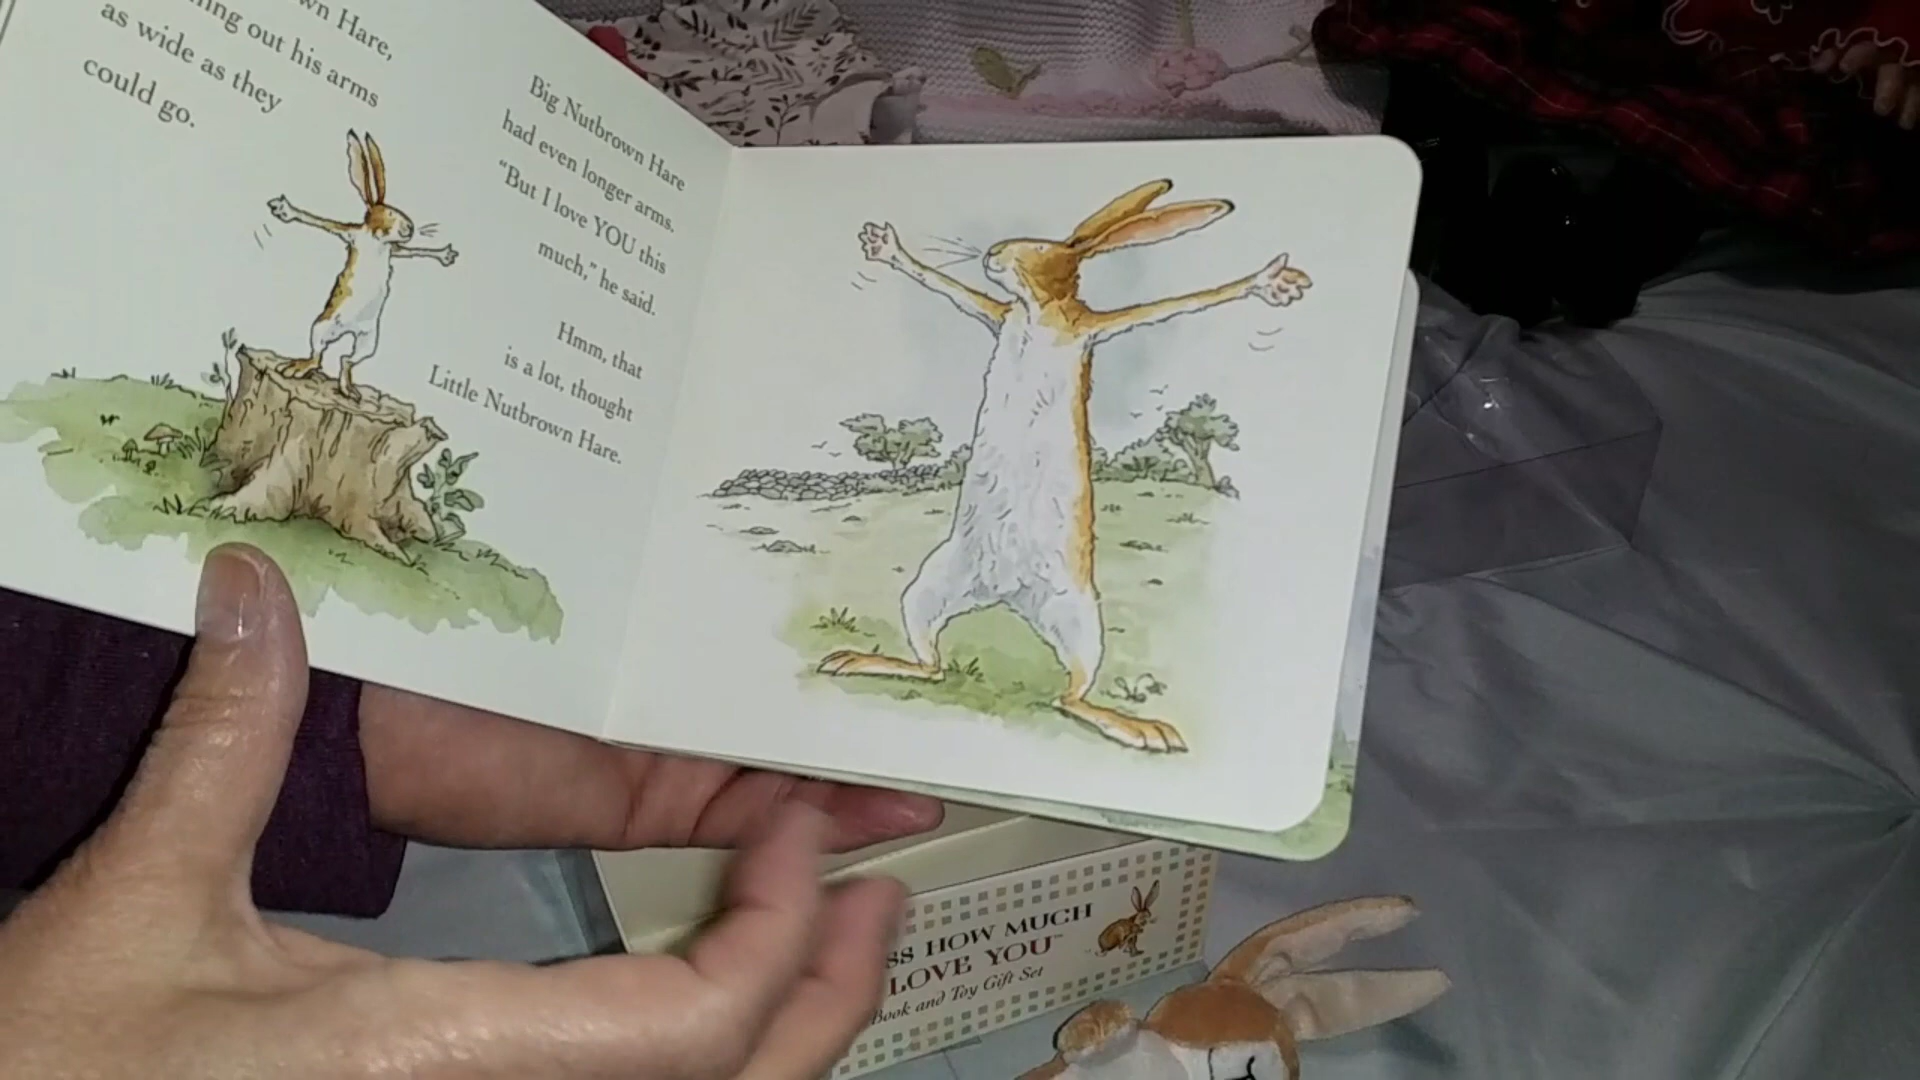 wn Hare,
ing out his arms
as wide as they
could go.
Big Nutbrown Hare
had even longer arms.
“But I love YOU this
much,” he said.
Hmm, that
is a lot, thought
Little Nutbrown Hare.
SS HOW MUCH
LOVE YOU™
Book and Toy Gift Set